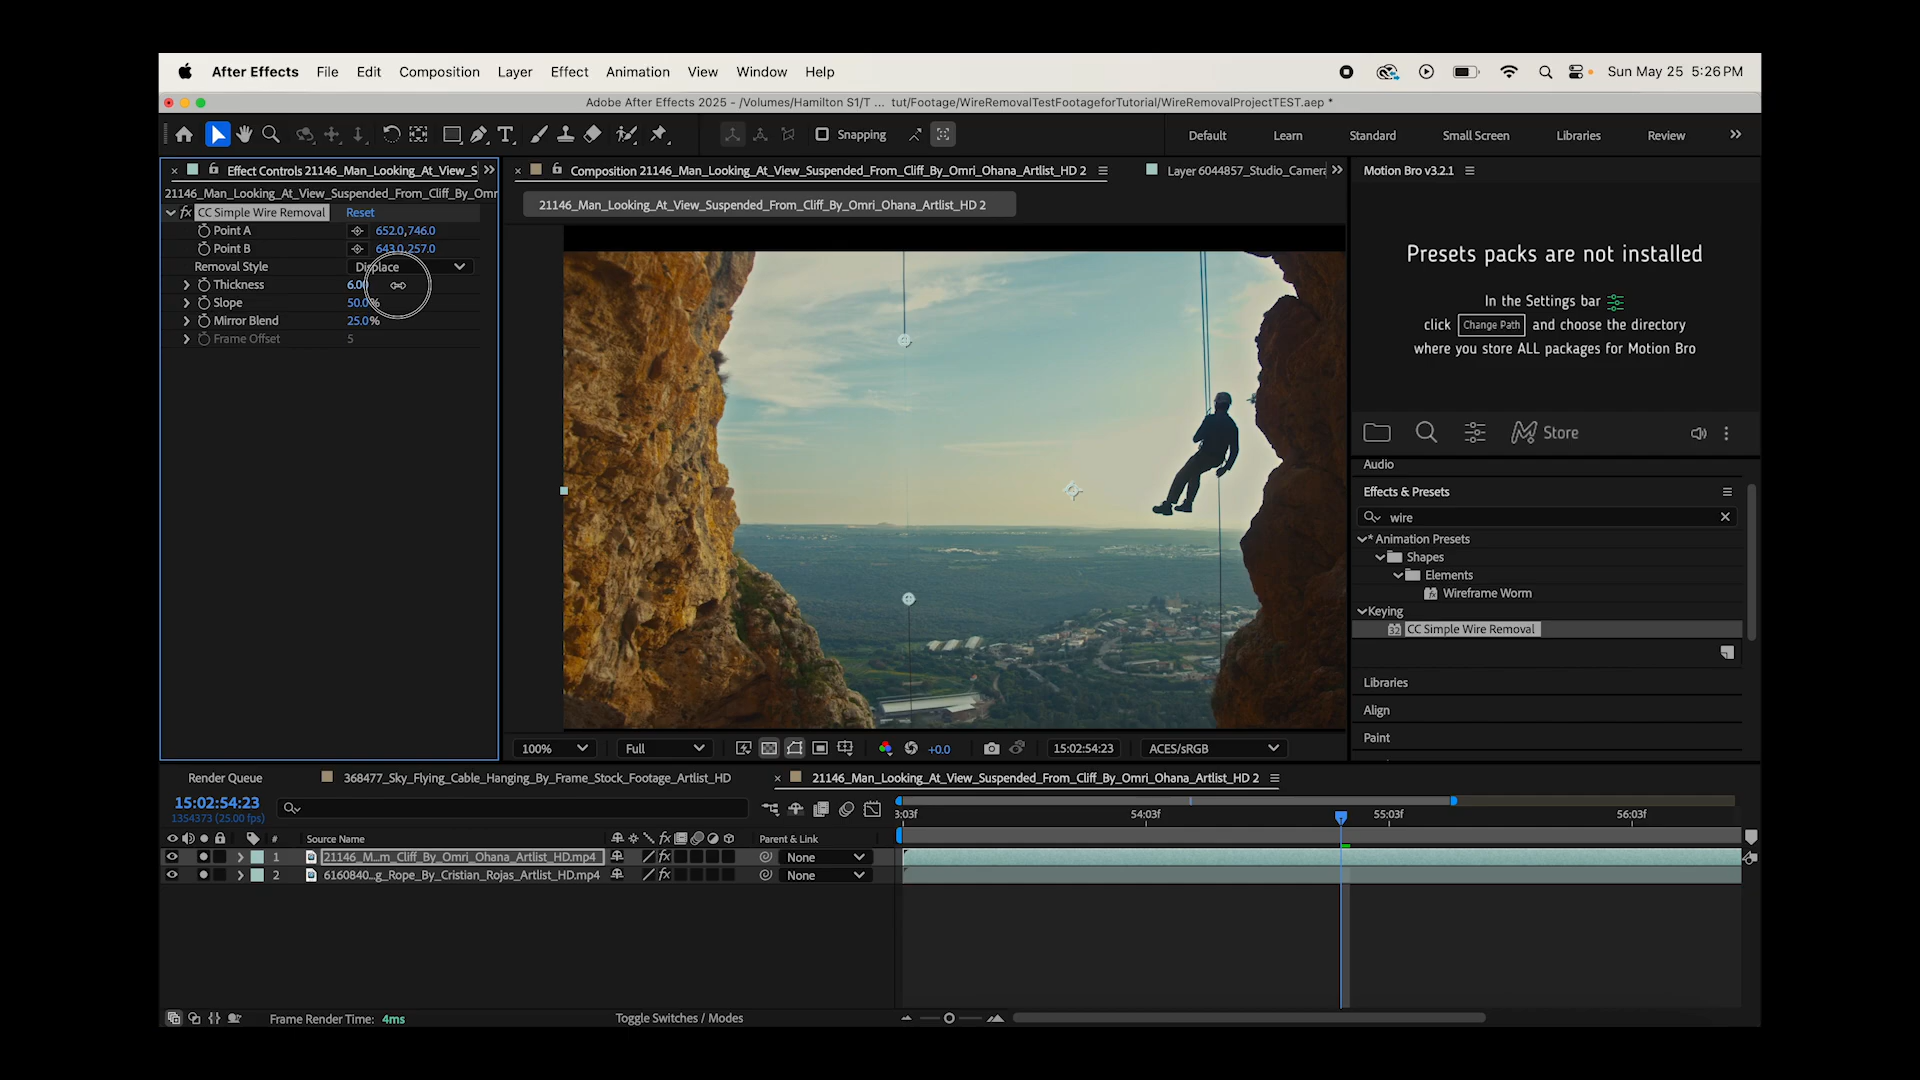 After Effects File Edit Composition Layer Effect Animation View Window Help Sun May 25 5:26 PM
Adobe After Effects 2025 - /Volumes/Hamilton S1/T ... tut/Footage/WireRemovalTestFootageforTutorial/WireRemovalProjectTEST.aep *
Snapping Default Learn Standard Small Screen Libraries Review
Effect Controls 21146_Man_Looking_At_View_S
21146_Man_Looking_At_View_Suspended_From_Cliff_By_Omri
fx CC Simple Wire Removal Reset
Point A 652.0,746.0
Point B 643.0,257.0
Removal Style Displace
Thickness 6.00
Slope 50.0%
Mirror Blend 25.0%
Frame Offset 5
Composition 21146_Man_Looking_At_View_Suspended_From_Cliff_By_Omri_Ohana_Artlist_HD 2
Layer 6044857_Studio_Camera
21146_Man_Looking_At_View_Suspended_From_Cliff_By_Omri_Ohana_Artlist_HD 2
100% Full +0.0 15:02:54:23 ACES/sRGB
Motion Bro v3.2.1
Presets packs are not installed
In the Settings bar
click Change Path and choose the directory
where you store ALL packages for Motion Bro
Store
Audio
Effects & Presets
wire
* Animation Presets
Shapes
Elements
Wireframe Worm
Keying
32 CC Simple Wire Removal
Libraries
Align
Paint
Render Queue 368477_Sky_Flying_Cable_Hanging_By_Frame_Stock_Footage_Artlist_HD 21146_Man_Looking_At_View_Suspended_From_Cliff_By_Omri_Ohana_Artlist_HD 2
15:02:54:23
1354373 (25.00 fps)
3:03f 54:03f 55:03f 56:03f
# Source Name fx Parent & Link
1 21146_M...m_Cliff_By_Omri_Ohana_Artlist_HD.mp4 fx None
2 6160840...g_Rope_By_Cristian_Rojas_Artlist_HD.mp4 fx None
Frame Render Time: 4ms Toggle Switches / Modes